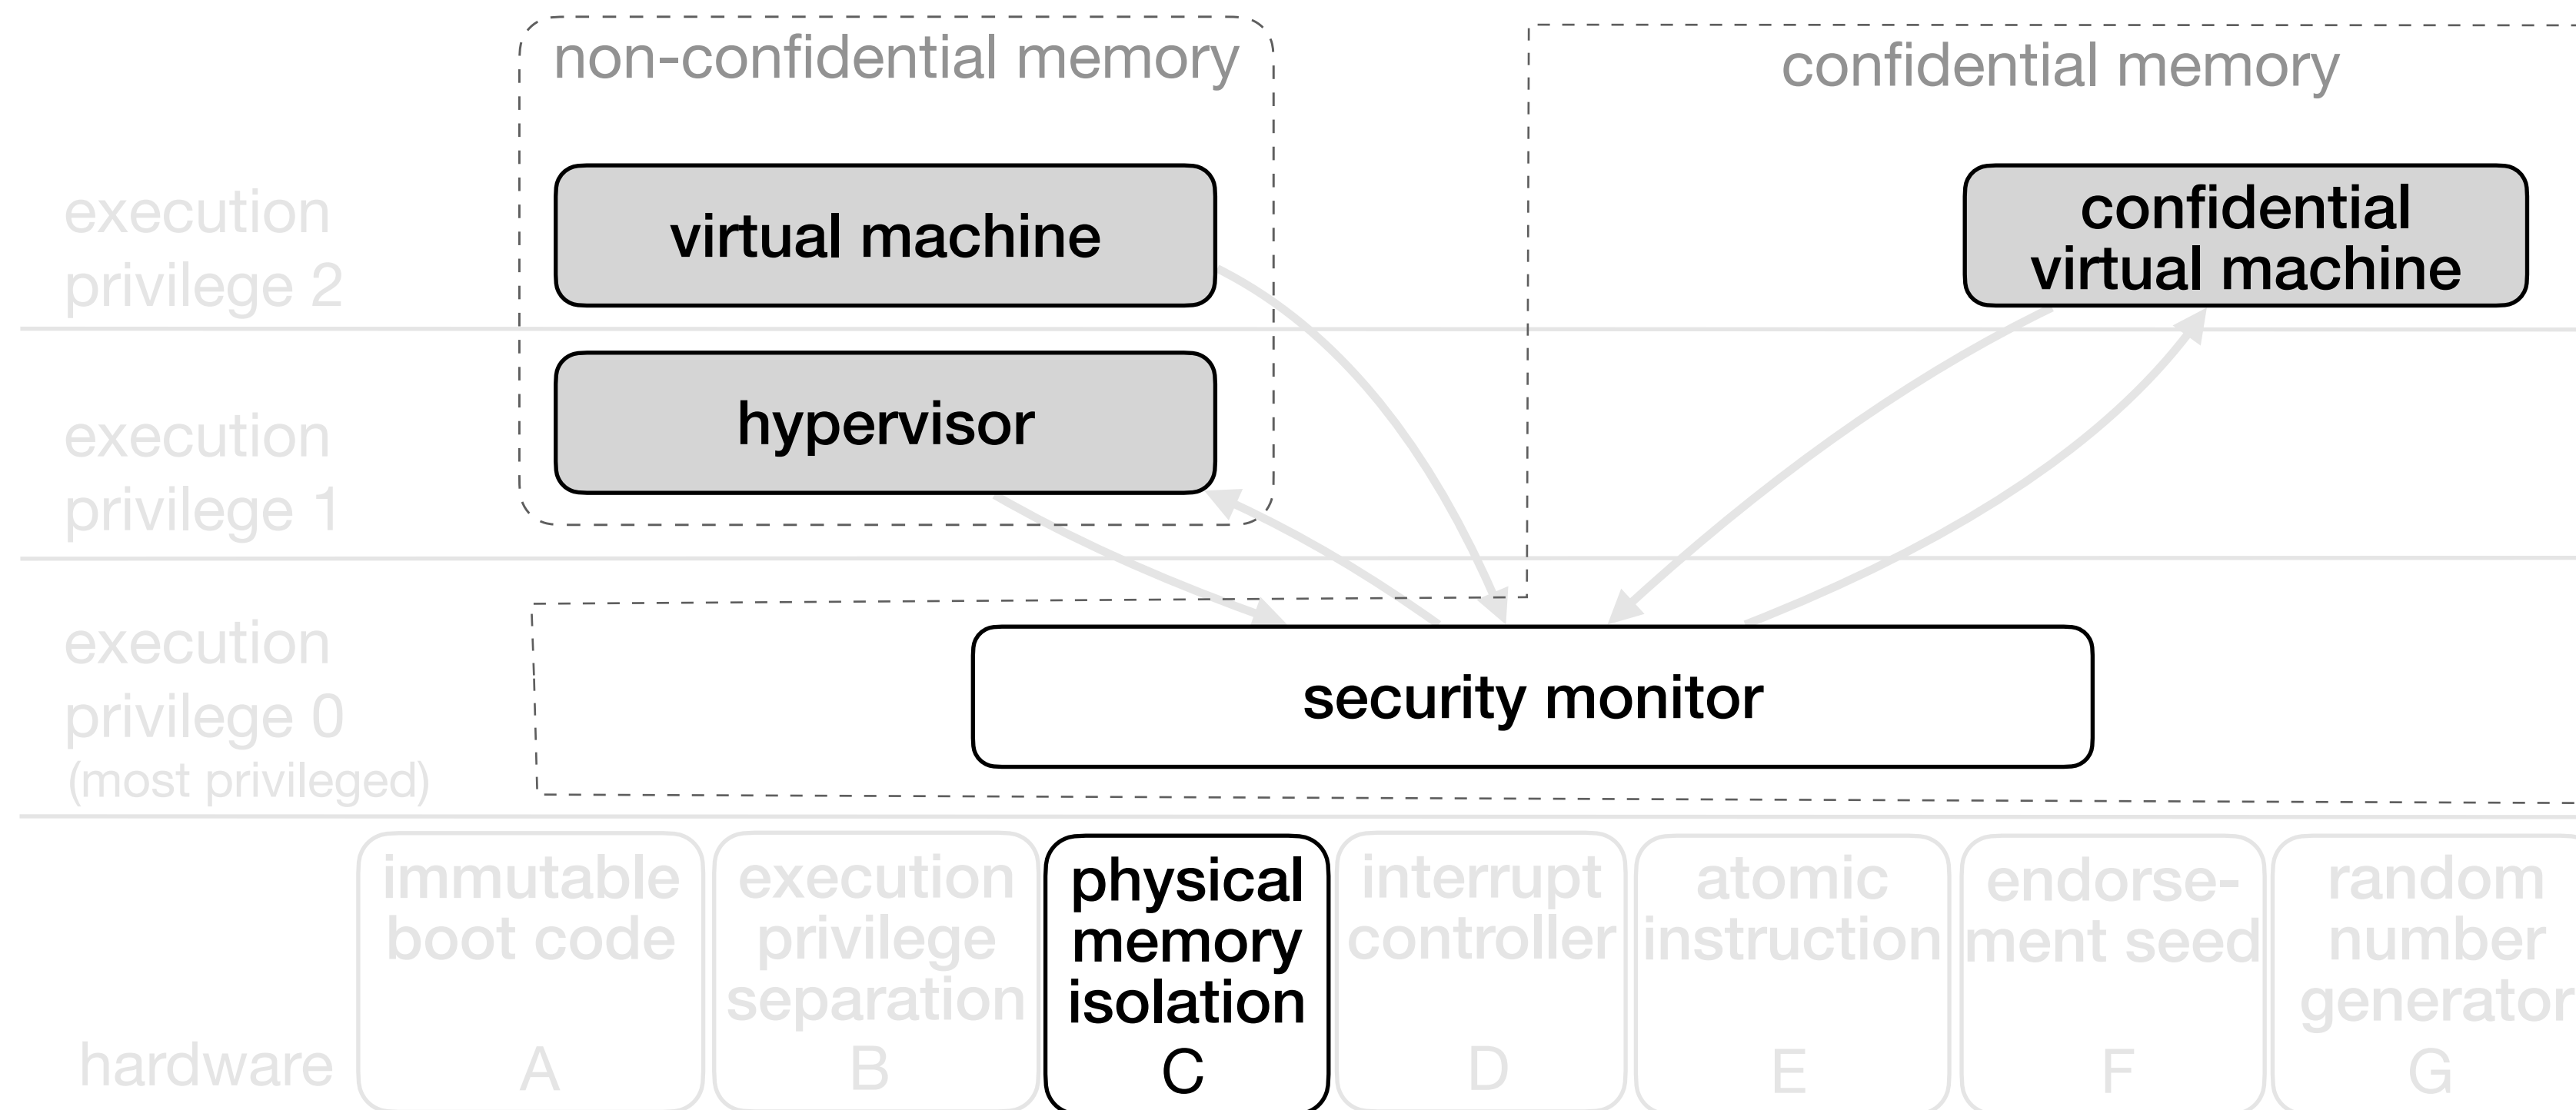 non-confidential memory
confidential memory
execution
privilege 2
virtual machine
confidential
virtual machine
execution
privilege 1
hypervisor
execution
privilege 0
(most privileged)
security monitor
hardware
immutable
boot code
A
execution
privilege
separation
B
physical
memory
isolation
C
interrupt
controller
D
atomic
instruction
E
endorse-
ment seed
F
random
number
generator
G